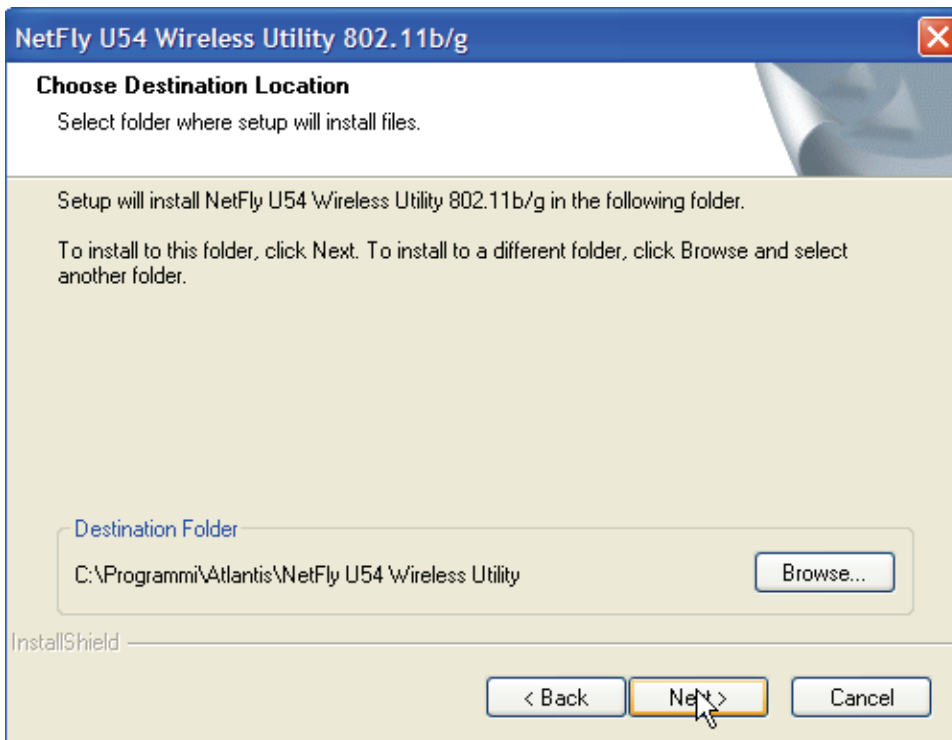 NetFly U54 Wireless Utility 802.11b/g
Choose Destination Location
Select folder where setup will install files.
Setup will install NetFly U54 Wireless Utility 802.11b/g in the following folder.
To install to this folder, click Next. To install to a different folder, click Browse and select
another folder.
Destination Folder
C:\Programmi\Atlantis\NetFly U54 Wireless Utility
Browse...
InstallShield
< Back
Next >
Cancel